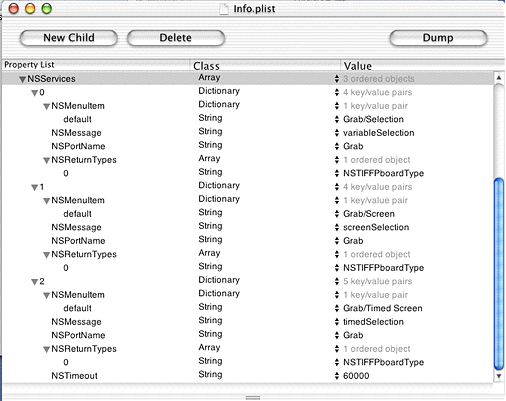 Info.plist
New Child Delete Dump
Property List Class Value
NSServices Array 3 ordered objects
0 Dictionary 4 key/value pairs
NSMenuItem Dictionary 1 key/value pair
default String Grab/Selection
NSMessage String variableSelection
NSPortName String Grab
NSReturnTypes Array 1 ordered object
0 String NSTIFFPboardType
1 Dictionary 4 key/value pairs
NSMenuItem Dictionary 1 key/value pair
default String Grab/Screen
NSMessage String screenSelection
NSPortName String Grab
NSReturnTypes Array 1 ordered object
0 String NSTIFFPboardType
2 Dictionary 5 key/value pairs
NSMenuItem Dictionary 1 key/value pair
default String Grab/Timed Screen
NSMessage String timedSelection
NSPortName String Grab
NSReturnTypes Array 1 ordered object
0 String NSTIFFPboardType
NSTimeout String 60000